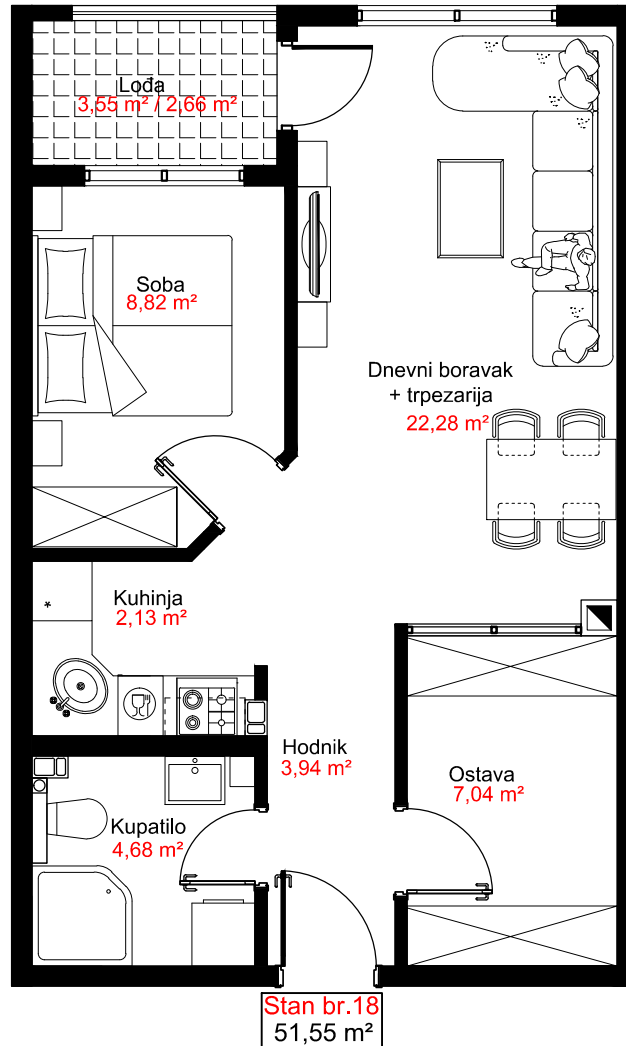 Lođa
3,55 m² / 2,66 m²
Soba
8,82 m²
Dnevni boravak
+ trpezarija
22,28 m²
Kuhinja
2,13 m²
*
Hodnik
3,94 m²
Ostava
7,04 m²
Kupatilo
4,68 m²
Stan br.18
51,55 m²